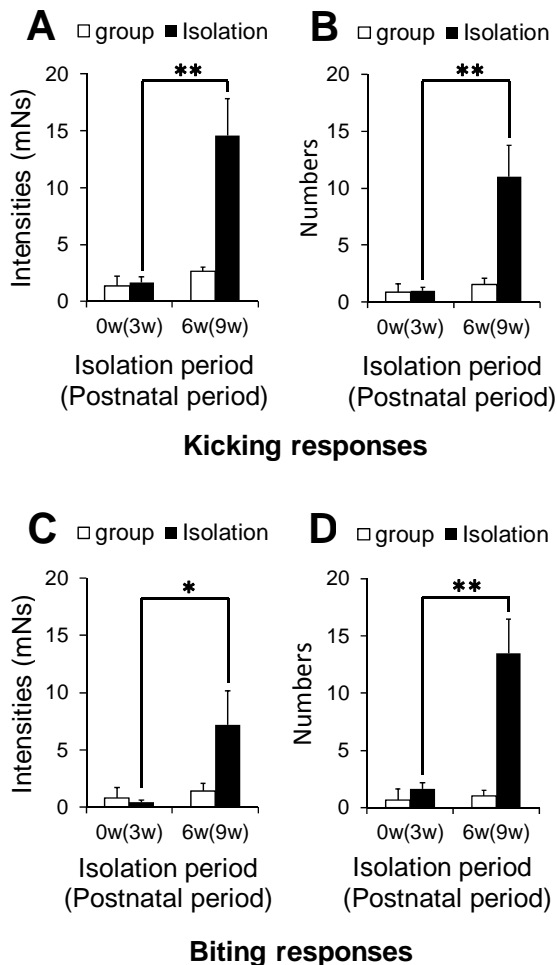 A B
group Isolation group Isolation
** **
Intensities (mNs)
20
15
10
5
0
0w(3w) 6w(9w)
Isolation period
(Postnatal period)
Numbers
20
15
10
5
0
0w(3w) 6w(9w)
Isolation period
(Postnatal period)
Kicking responses
C D
group Isolation group Isolation
* **
Intensities (mNs)
20
15
10
5
0
0w(3w) 6w(9w)
Isolation period
(Postnatal period)
Numbers
20
15
10
5
0
0w(3w) 6w(9w)
Isolation period
(Postnatal period)
Biting responses